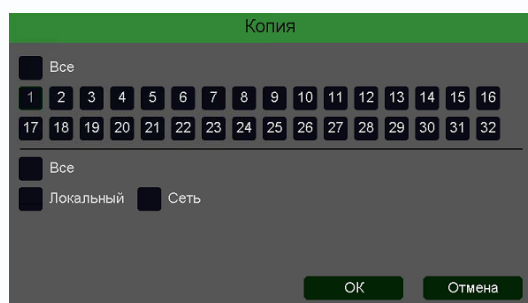 Копия
Все
1 2 3 4 5 6 7 8 9 10 11 12 13 14 15 16
17 18 19 20 21 22 23 24 25 26 27 28 29 30 31 32
Все
Локальный Сеть
ОК Отмена